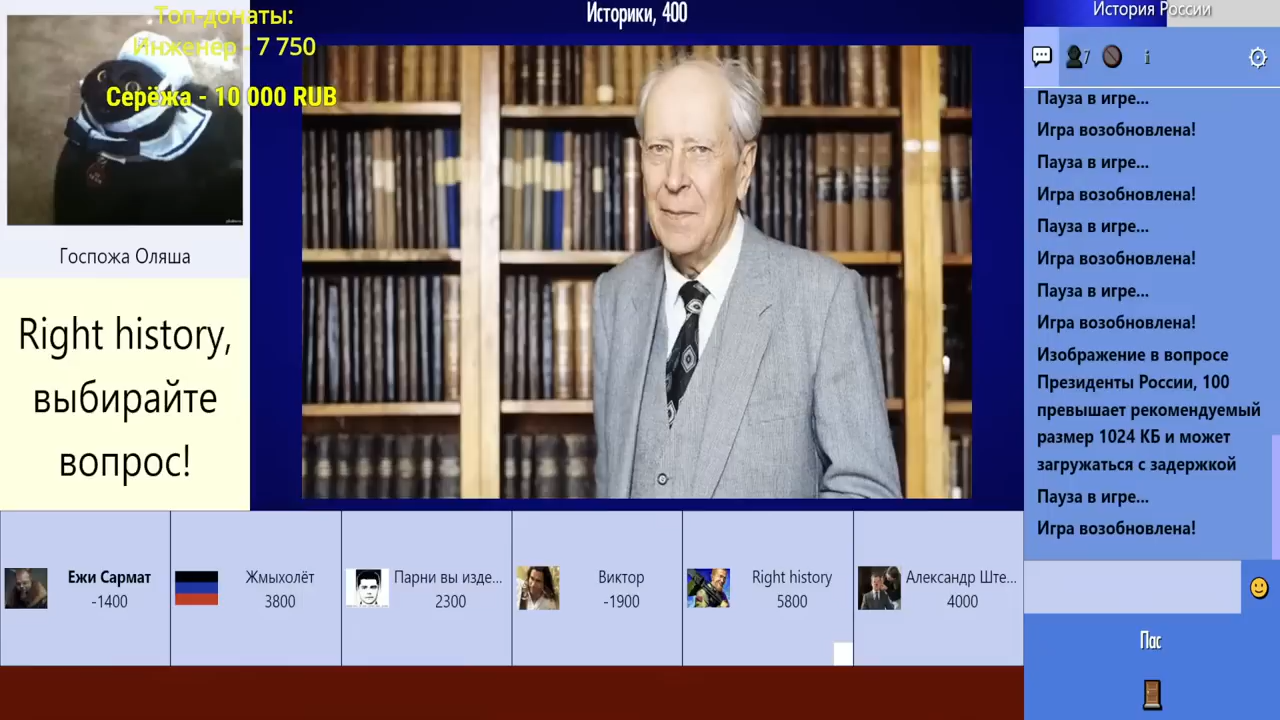 Топ-донаты:
Инженер - 7 750
Серёжа - 10 000 RUB
Госпожа Оляша
Right history,
выбирайте
вопрос!
Историки, 400
История России
7
i
Пауза в игре...
Игра возобновлена!
Пауза в игре...
Игра возобновлена!
Пауза в игре...
Игра возобновлена!
Пауза в игре...
Игра возобновлена!
Изображение в вопросе
Президенты России, 100
превышает рекомендуемый
размер 1024 КБ и может
загружаться с задержкой
Пауза в игре...
Игра возобновлена!
Ежи Сармат
-1400
Жмыхолёт
3800
Парни вы изде...
2300
Виктор
-1900
Right history
5800
Александр Ште...
4000
Пас